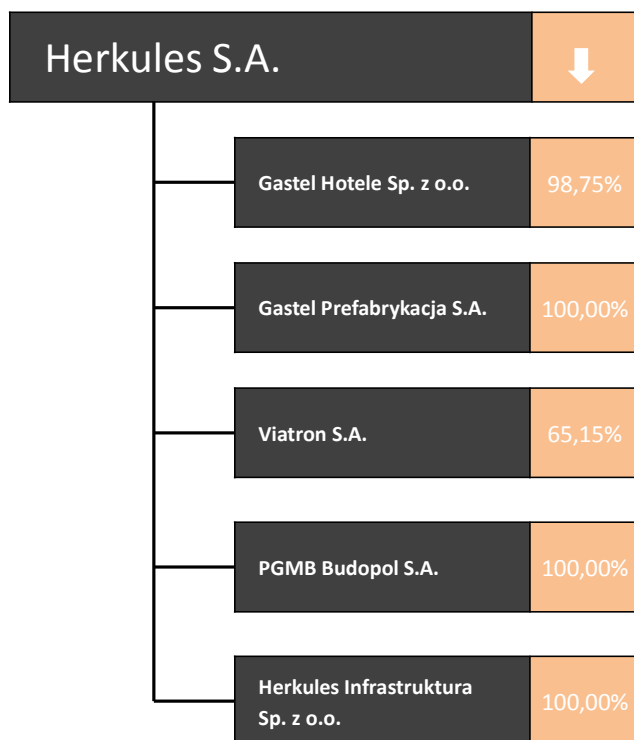 Herkules S.A.
Gastel Hotele Sp. z o.o. 98,75%
Gastel Prefabrykacja S.A. 100,00%
Viatron S.A. 65,15%
PGMB Budopol S.A. 100,00%
Herkules Infrastruktura
Sp. z o.o. 100,00%